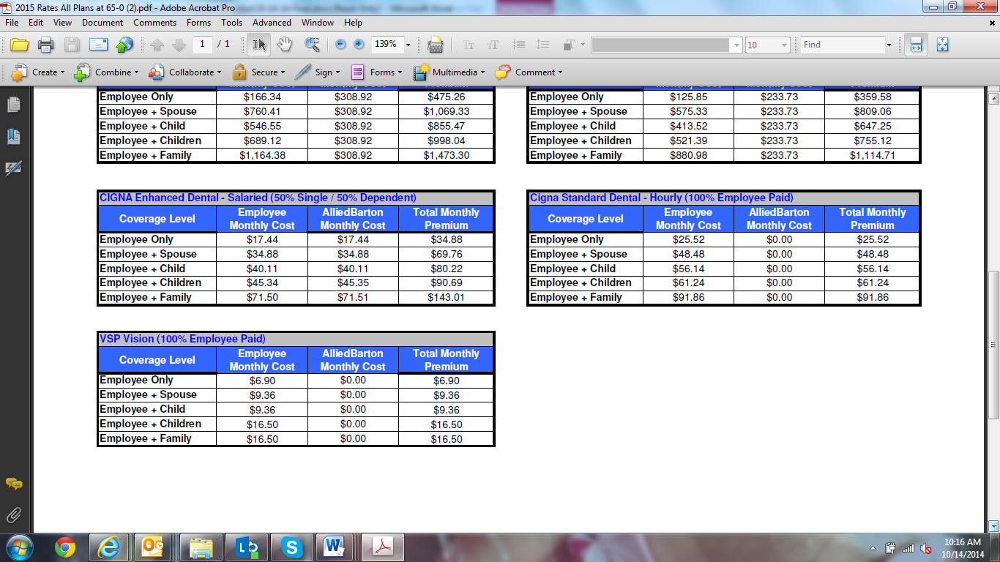 2015 Rates All Plans at 65-0 (2).pdf - Adobe Acrobat Pro
File Edit View Document Comments Forms Tools Advanced Window Help
1 / 1 139% 10 Find
Create Combine Collaborate Secure Sign Forms Multimedia Comment
Employee Only $166.34 $308.92 $475.26
Employee + Spouse $760.41 $308.92 $1,069.33
Employee + Child $546.55 $308.92 $855.47
Employee + Children $689.12 $308.92 $998.04
Employee + Family $1,164.38 $308.92 $1,473.30
Employee Only $125.85 $233.73 $359.58
Employee + Spouse $575.33 $233.73 $809.06
Employee + Child $413.52 $233.73 $647.25
Employee + Children $521.39 $233.73 $755.12
Employee + Family $880.98 $233.73 $1,114.71
CIGNA Enhanced Dental - Salaried (50% Single / 50% Dependent)
Coverage Level Employee Monthly Cost AlliedBarton Monthly Cost Total Monthly Premium
Employee Only $17.44 $17.44 $34.88
Employee + Spouse $34.88 $34.88 $69.76
Employee + Child $40.11 $40.11 $80.22
Employee + Children $45.34 $45.35 $90.69
Employee + Family $71.50 $71.51 $143.01
Cigna Standard Dental - Hourly (100% Employee Paid)
Coverage Level Employee Monthly Cost AlliedBarton Monthly Cost Total Monthly Premium
Employee Only $25.52 $0.00 $25.52
Employee + Spouse $48.48 $0.00 $48.48
Employee + Child $56.14 $0.00 $56.14
Employee + Children $61.24 $0.00 $61.24
Employee + Family $91.86 $0.00 $91.86
VSP Vision (100% Employee Paid)
Coverage Level Employee Monthly Cost AlliedBarton Monthly Cost Total Monthly Premium
Employee Only $6.90 $0.00 $6.90
Employee + Spouse $9.36 $0.00 $9.36
Employee + Child $9.36 $0.00 $9.36
Employee + Children $16.50 $0.00 $16.50
Employee + Family $16.50 $0.00 $16.50
10:16 AM
10/14/2014